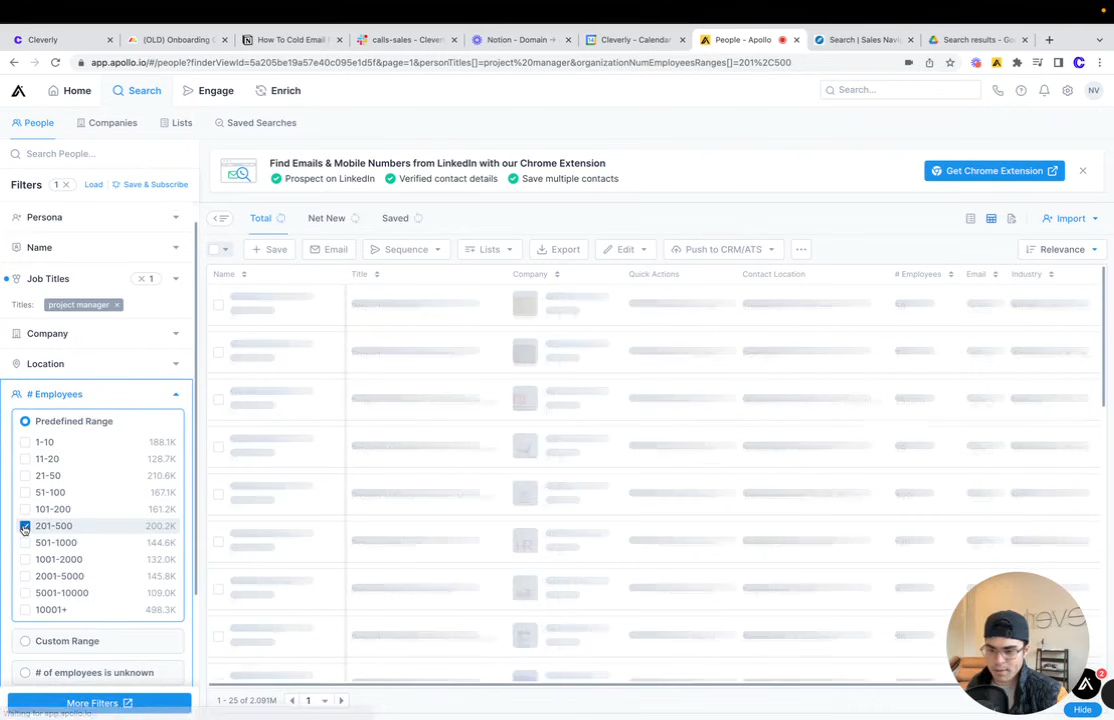 Cleverly
(OLD) Onboarding
How To Cold Email
calls-sales - Clever
Notion - Domain →
Cleverly - Calendar
People - Apollo
Search | Sales Navi
Search results - Go
app.apollo.io/#/people?finderViewId=5a205be19a57e40c095e1d5f&page=1&personTitles[]=project%20manager&organizationNumEmployeesRanges[]=201%2C500
Home
Search
Engage
Enrich
Search...
NV
People
Companies
Lists
Saved Searches
Search People...
Filters
1
Load
Save & Subscribe
Find Emails & Mobile Numbers from LinkedIn with our Chrome Extension
Prospect on LinkedIn
Verified contact details
Save multiple contacts
Get Chrome Extension
Persona
Total
Net New
Saved
Import
Name
Save
Email
Sequence
Lists
Export
Edit
Push to CRM/ATS
Relevance
Name
Title
Company
Quick Actions
Contact Location
# Employees
Email
Industry
Job Titles
1
Titles:
project manager
Company
Location
# Employees
Predefined Range
1-10 188.1K
11-20 128.7K
21-50 210.6K
51-100 167.1K
101-200 161.2K
201-500 200.2K
501-1000 144.6K
1001-2000 132.0K
2001-5000 145.8K
5001-10000 109.0K
10001+ 498.3K
Custom Range
# of employees is unknown
More Filters
Waiting for app.apollo.io...
1 - 25 of 2.091M
1
2
Hide